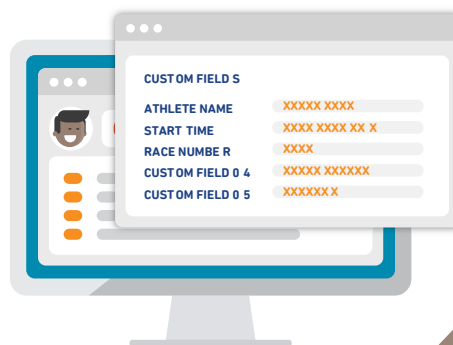 CUSTOM FIELDS
ATHLETE NAME XXXXX XXXX
START TIME XXXX XXXX XX X
RACE NUMBE R XXXX
CUSTOM FIELD 0 4 XXXXX XXXXXX
CUSTOM FIELD 0 5 XXXXXX X